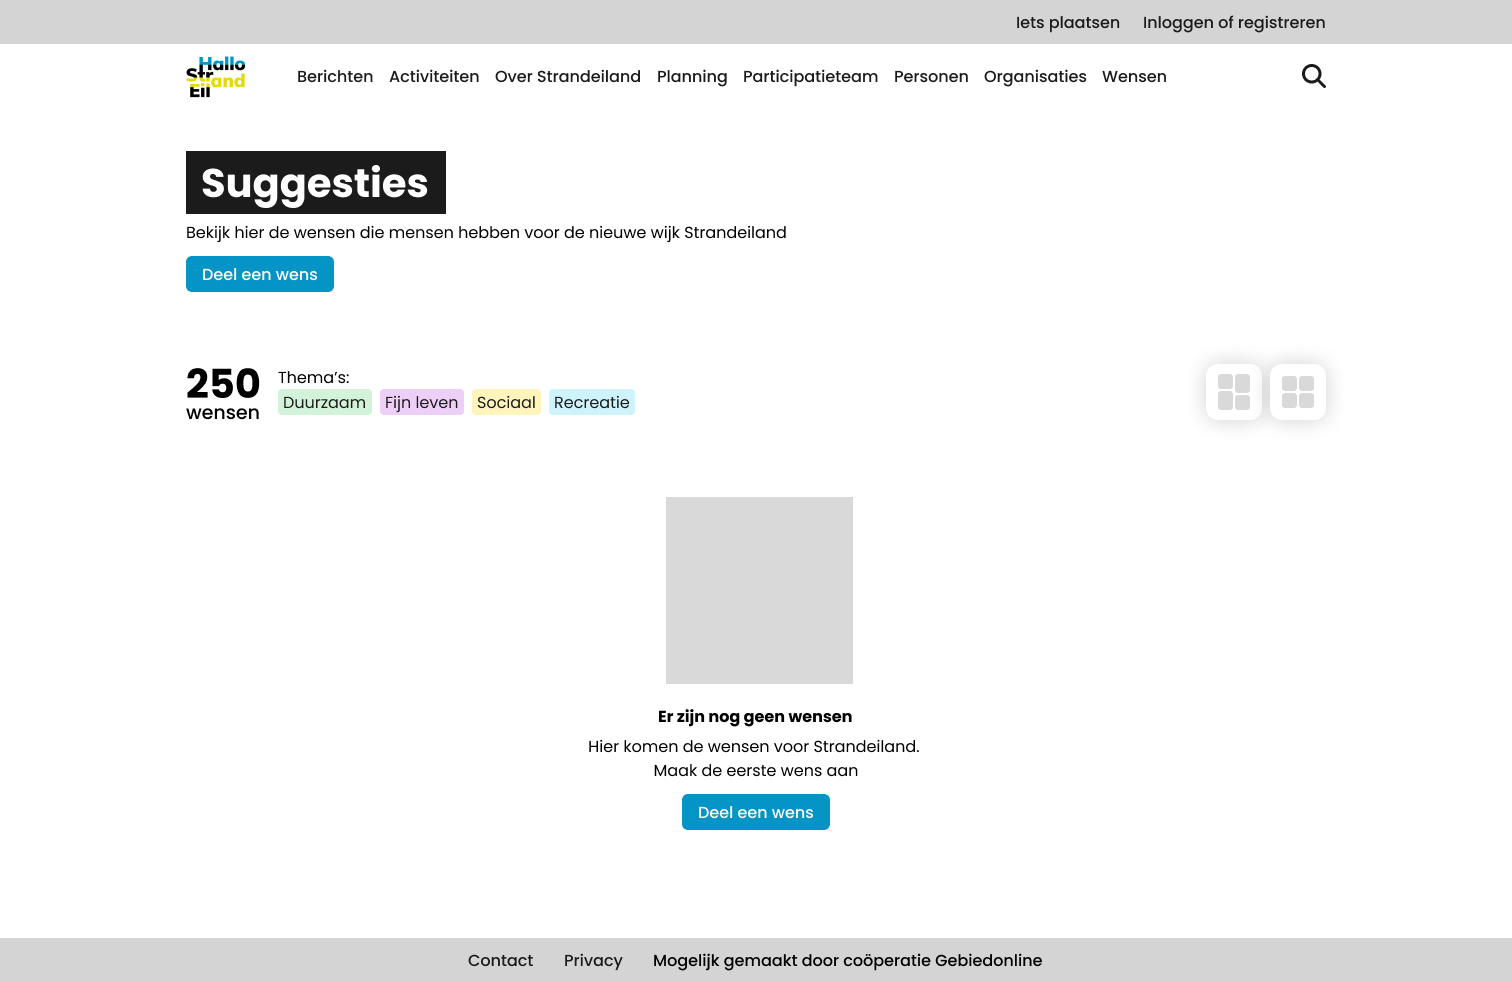 Iets plaatsen Inloggen of registreren
Hallo
Strand
Eil
Berichten Activiteiten Over Strandeiland Planning Participatieteam Personen Organisaties Wensen
Suggesties
Bekijk hier de wensen die mensen hebben voor de nieuwe wijk Strandeiland
Deel een wens
250
wensen
Thema’s:
Duurzaam Fijn leven Sociaal Recreatie
Er zijn nog geen wensen
Hier komen de wensen voor Strandeiland.
Maak de eerste wens aan
Deel een wens
Contact Privacy Mogelijk gemaakt door coöperatie Gebiedonline